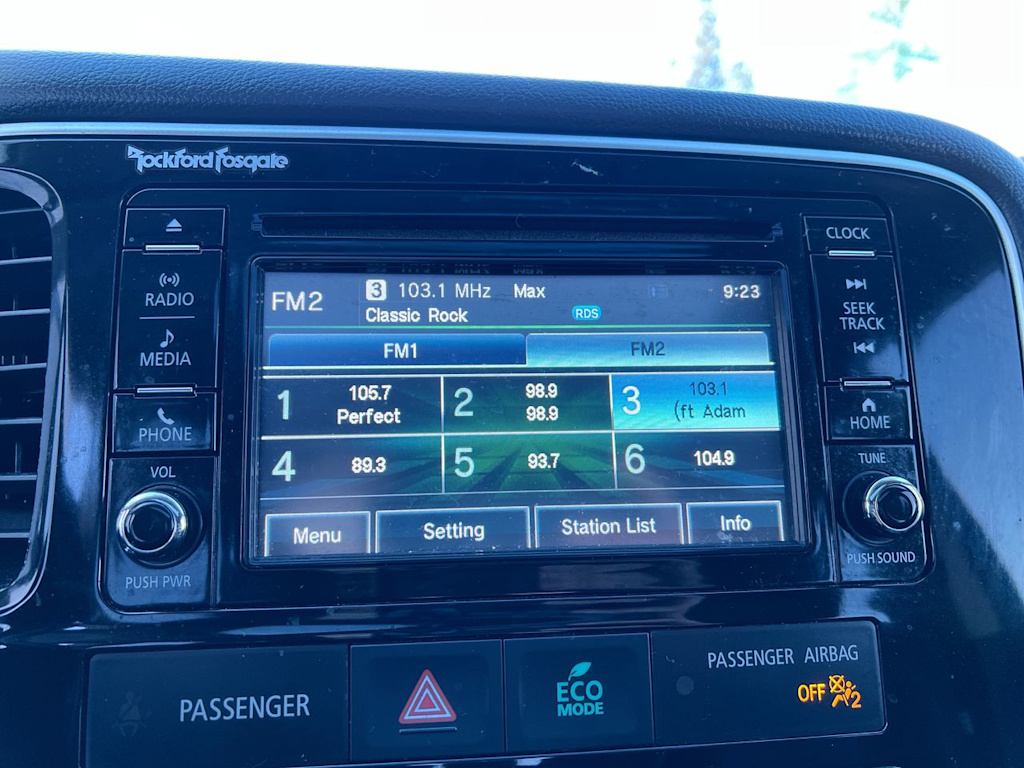 Rockford Fosgate
CLOCK
RADIO
MEDIA
PHONE
VOL
PUSH PWR
FM2
3 103.1 MHz Max 9:23
Classic Rock RDS
FM1 FM2
1 105.7 Perfect
2 98.9 98.9
3 103.1 (ft Adam
4 89.3
5 93.7
6 104.9
Menu Setting Station List Info
SEEK
TRACK
HOME
TUNE
PUSH SOUND
PASSENGER
ECO
MODE
PASSENGER AIRBAG
OFF 2